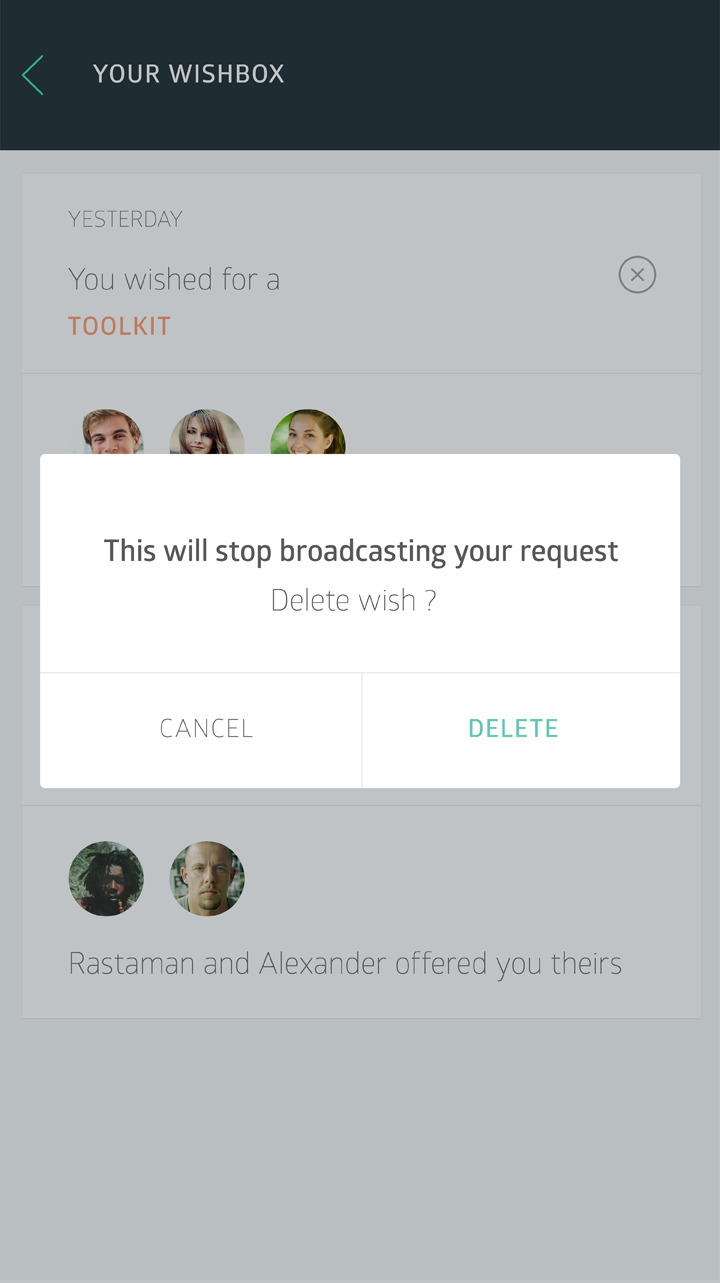 YOUR WISHBOX
YESTERDAY
You wished for a
TOOLKIT
This will stop broadcasting your request
Delete wish ?
CANCEL
DELETE
Rastaman and Alexander offered you theirs